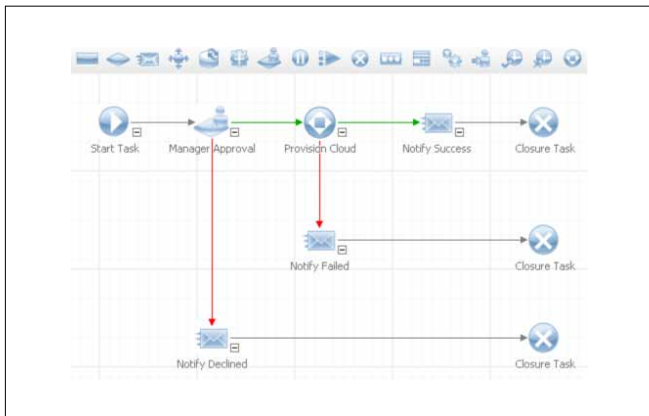 Start Task
Manager Approval
Provision Cloud
Notify Success
Closure Task
Notify Failed
Closure Task
Notify Declined
Closure Task